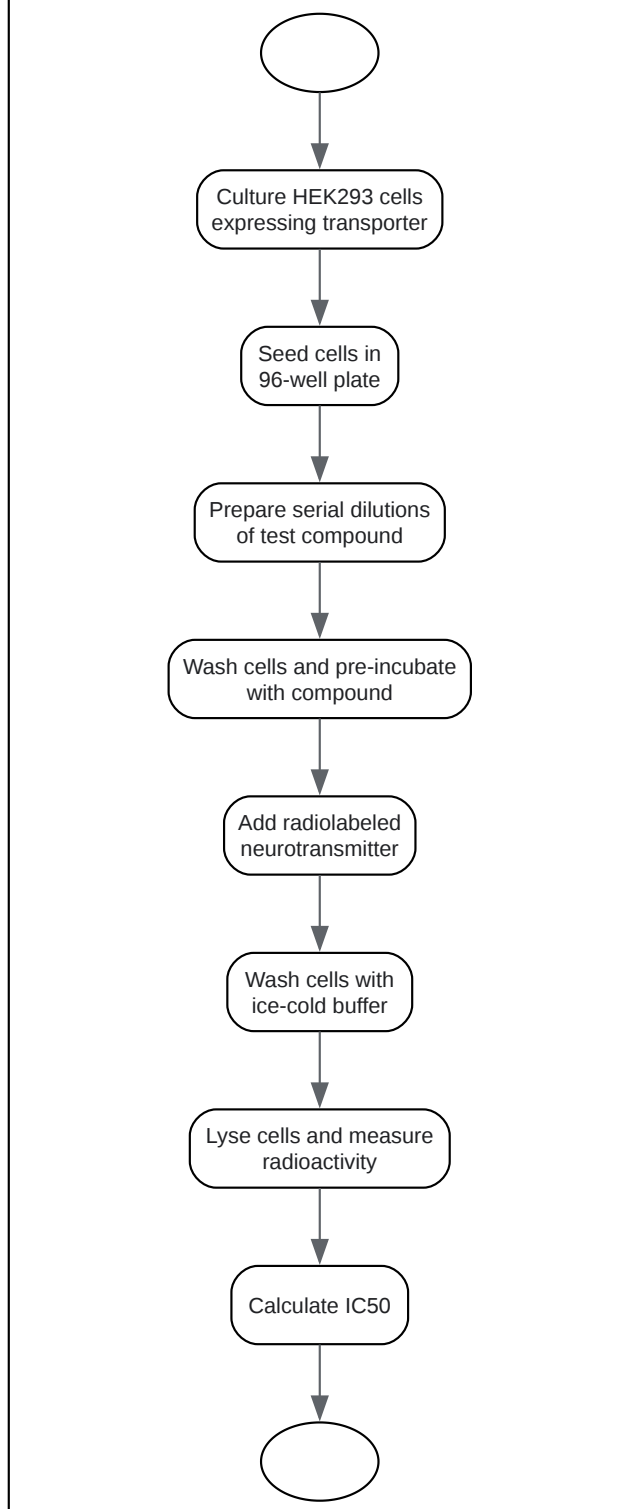 Culture HEK293 cells
expressing transporter
Seed cells in
96-well plate
Prepare serial dilutions
of test compound
Wash cells and pre-incubate
with compound
Add radiolabeled
neurotransmitter
Wash cells with
ice-cold buffer
Lyse cells and measure
radioactivity
Calculate IC50